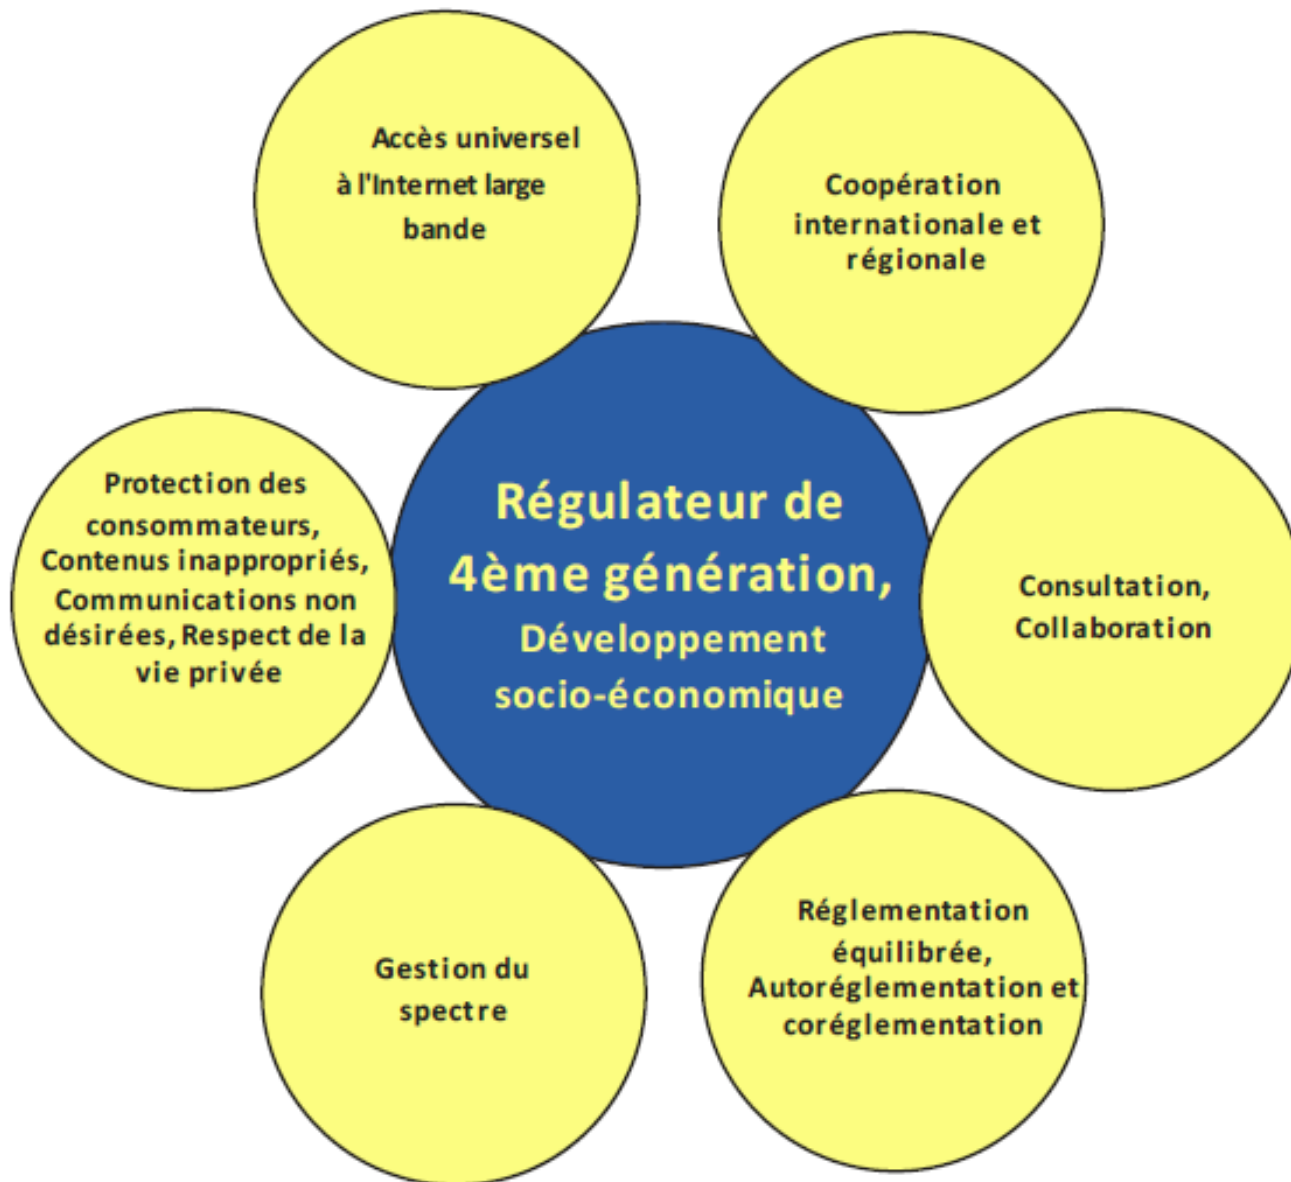 Accès universel
à l'Internet large
bande
Coopération
internationale et
régionale
Protection des
consommateurs,
Contenus inappropriés,
Communications non
désirées, Respect de la
vie privée
Régulateur de
4ème génération,
Développement
socio-économique
Consultation,
Collaboration
Gestion du
spectre
Réglementation
équilibrée,
Autoréglementation et
coréglementation